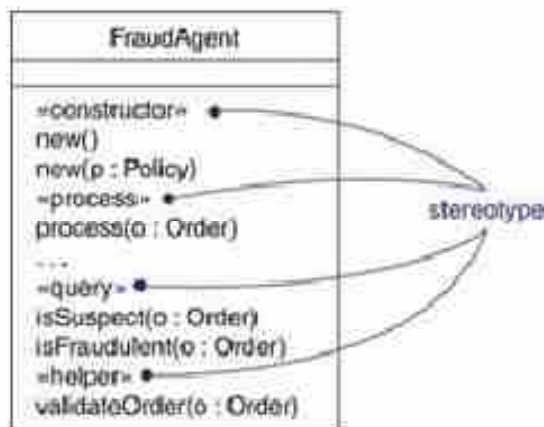 FraudAgent
«constructor»
new()
new(p : Policy)
«process»
process(o : Order)
. . .
«query»
isSuspect(o : Order)
isFraudulent(o : Order)
«helper»
validateOrder(o : Order)
stereotype